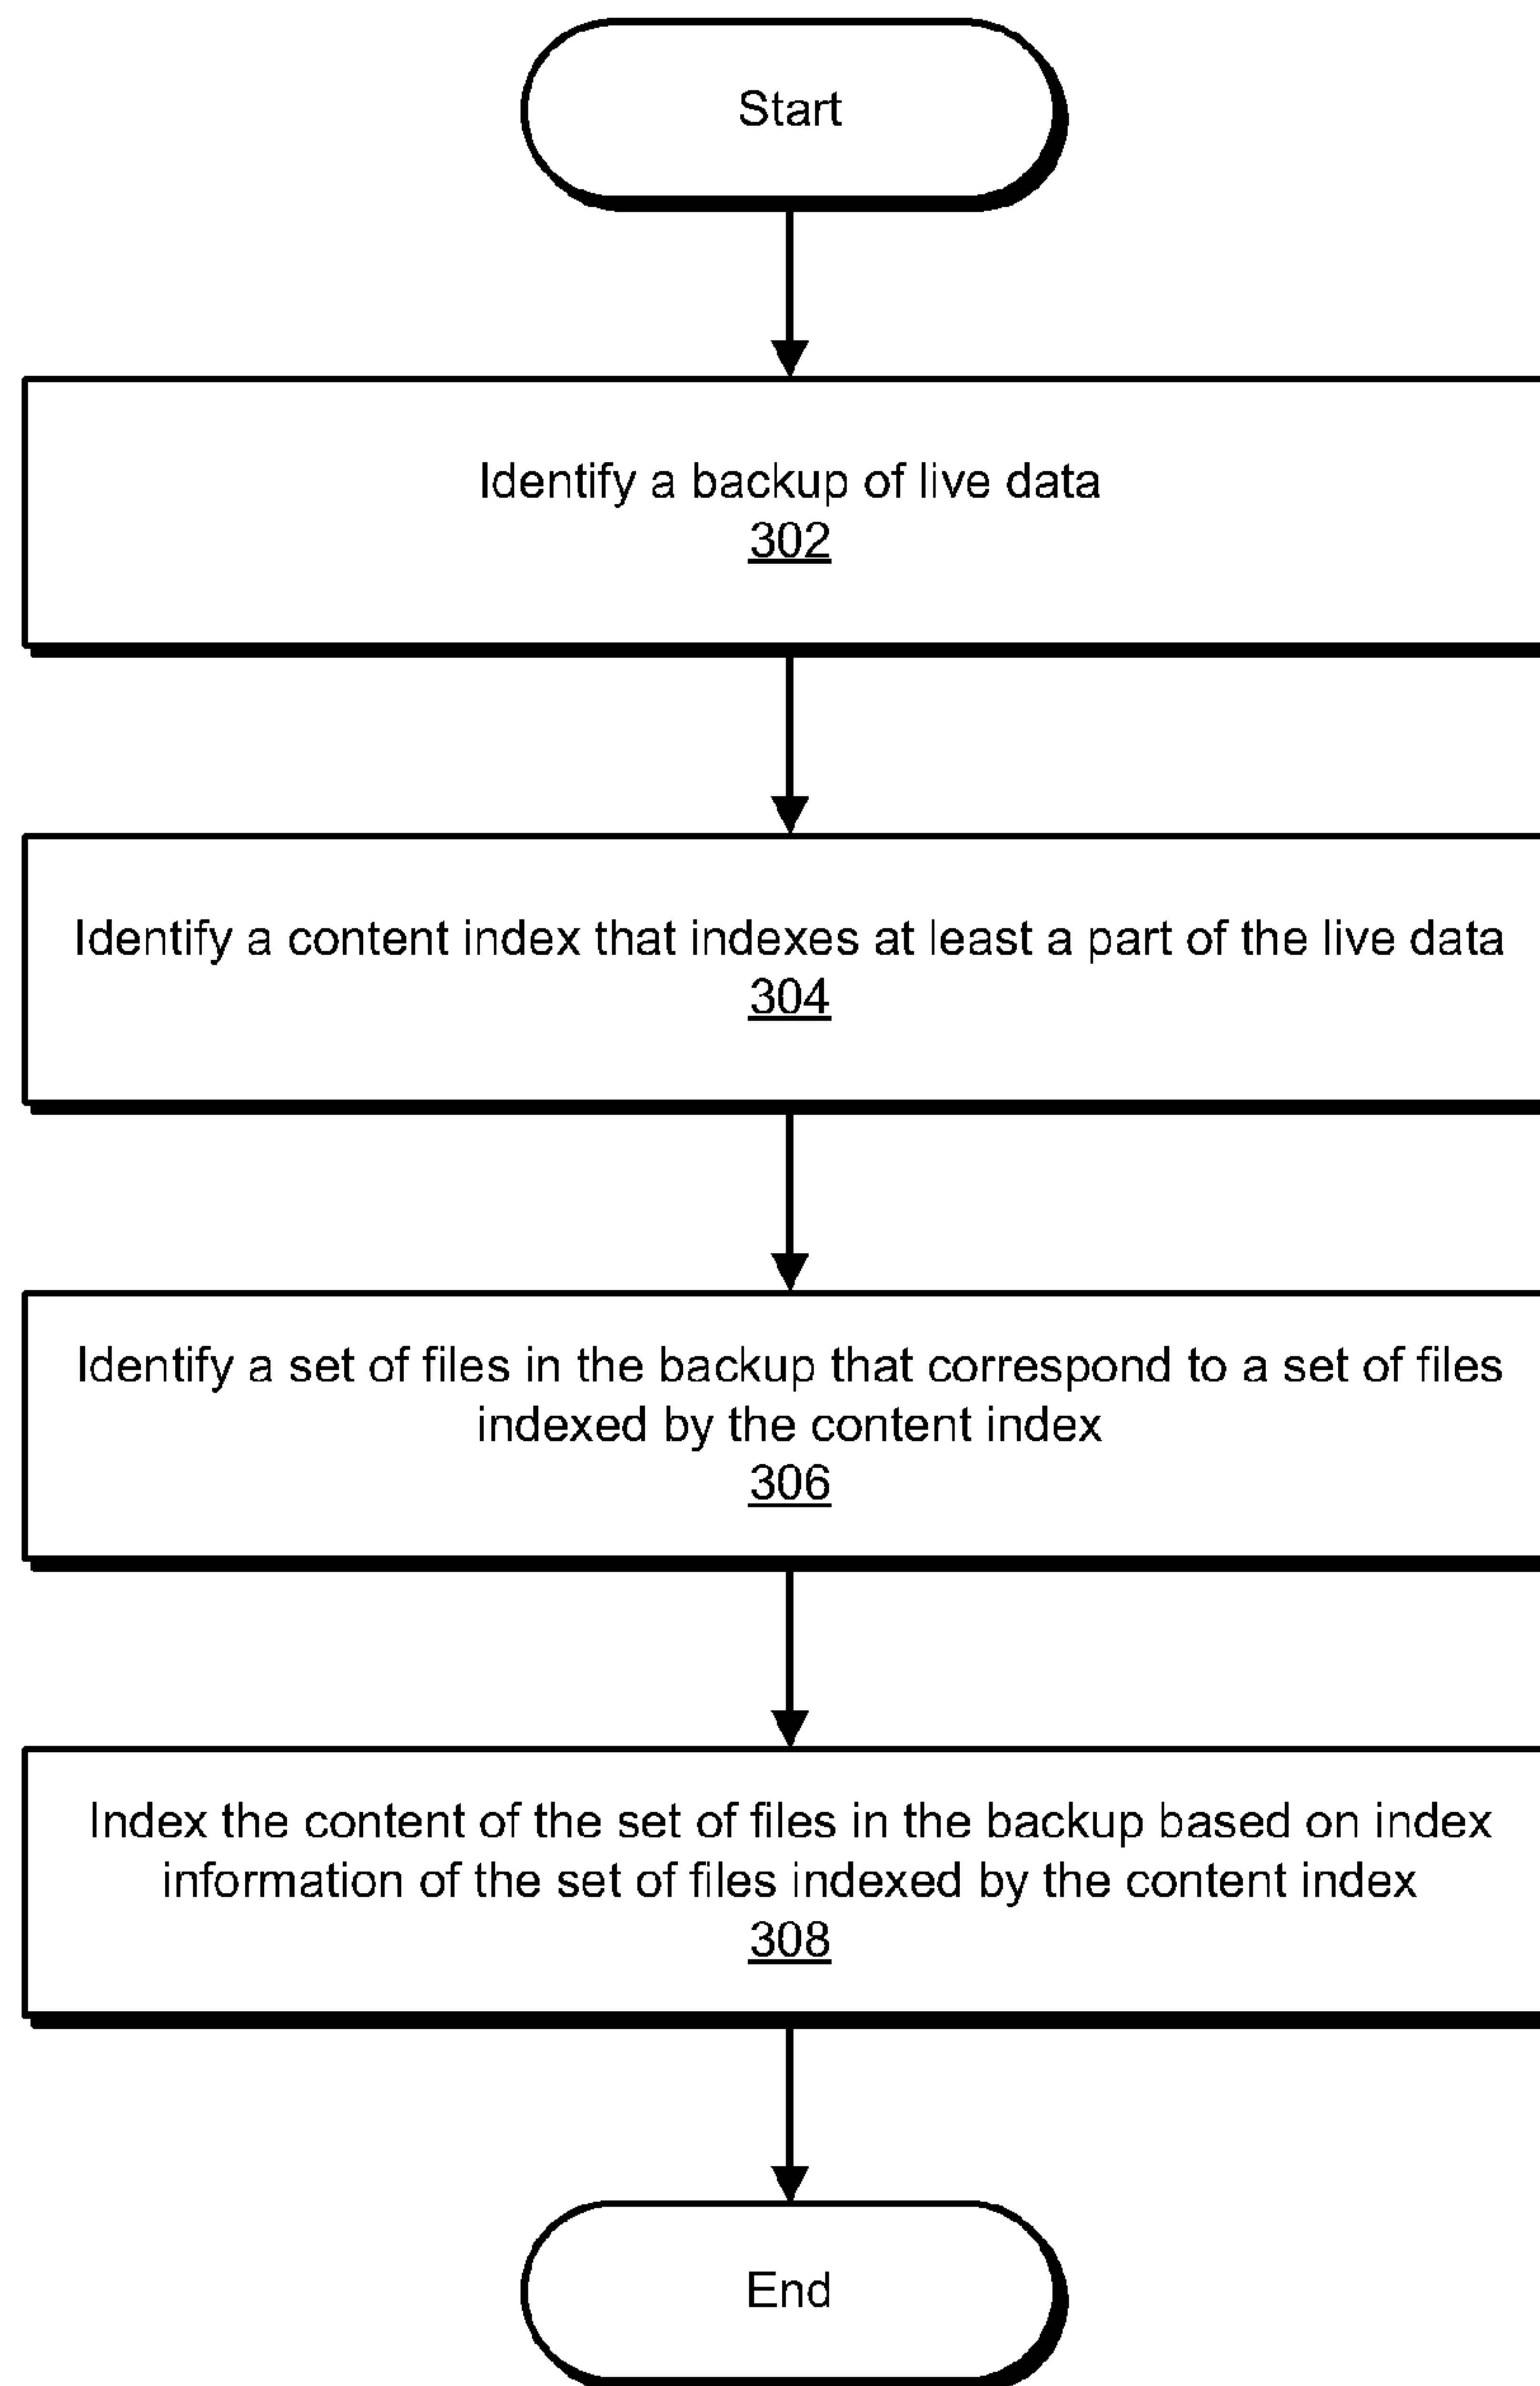 Start
Identify a backup of live data
302
Identify a content index that indexes at least a part of the live data
304
Identify a set of files in the backup that correspond to a set of files
indexed by the content index
306
Index the content of the set of files in the backup based on index
information of the set of files indexed by the content index
308
End